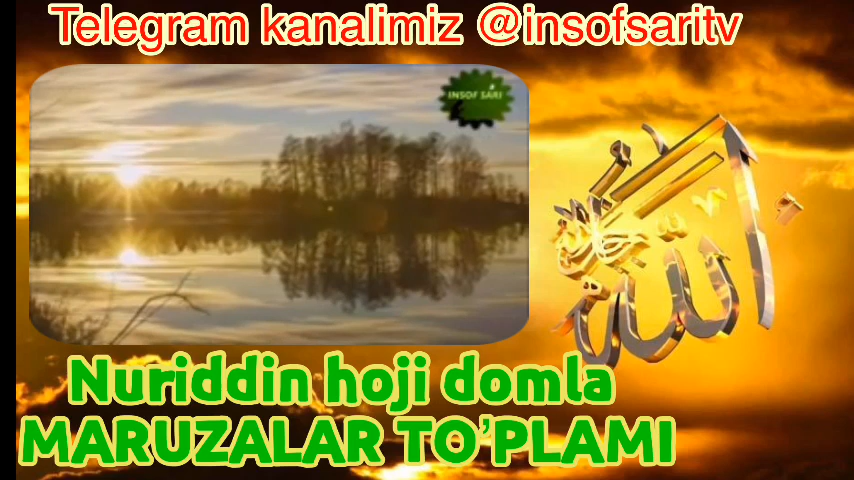 Telegram kanalimiz @insofsaritv
INSOF SARI
الله
Nuriddin hoji domla
MARUZALAR TO’PLAMI